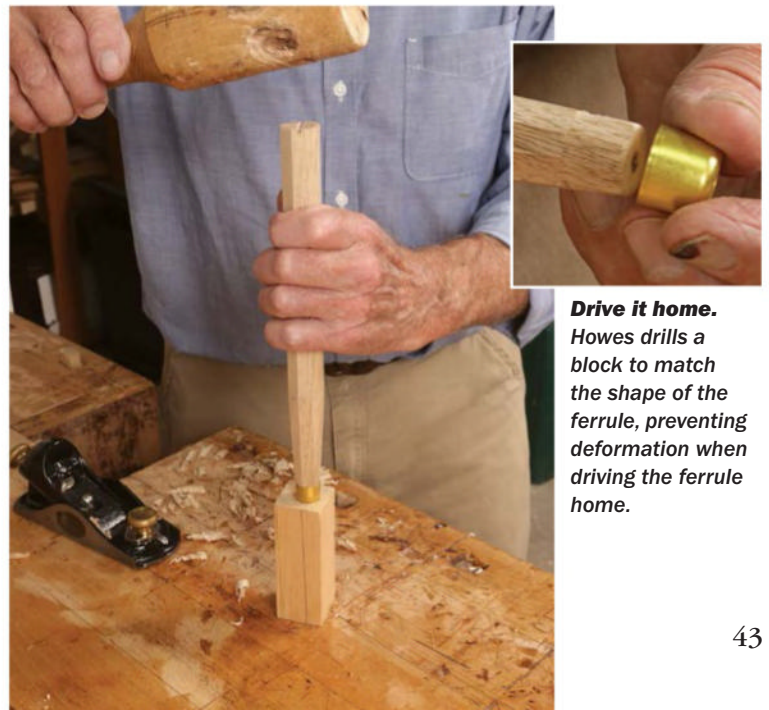 Drive it home.
Howes drills a
block to match
the shape of the
ferrule, preventing
deformation when
driving the ferrule
home.
43